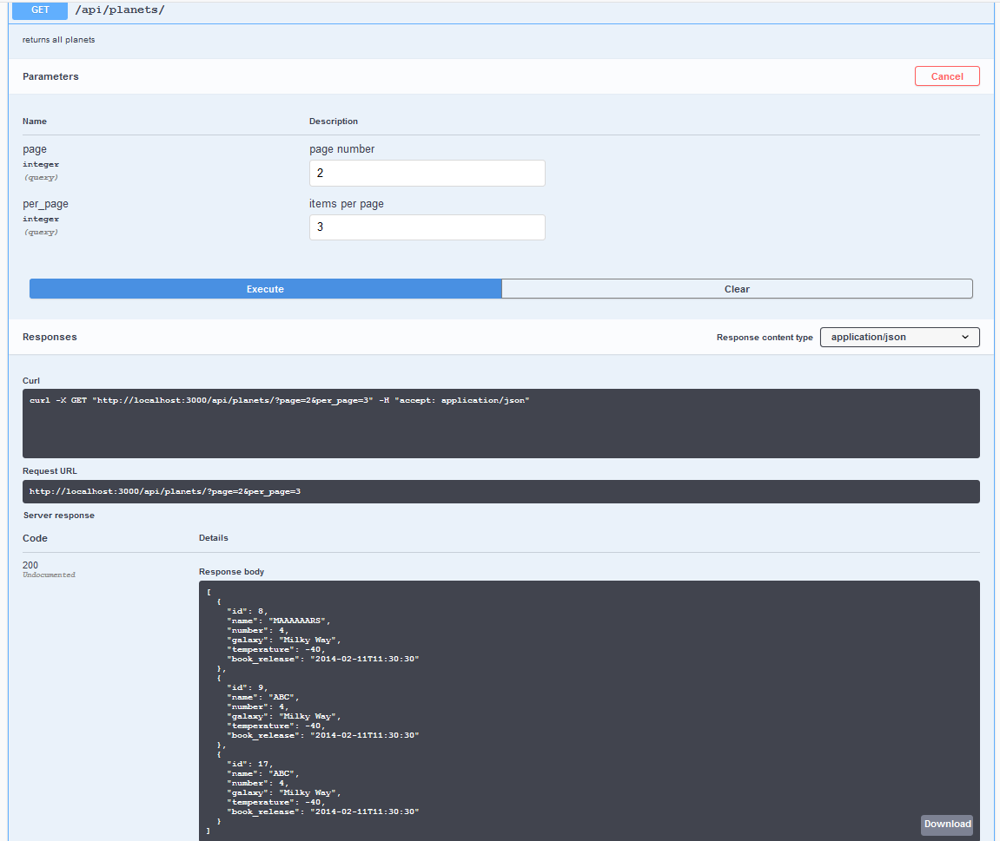 GET /api/planets/
returns all planets
Parameters
Cancel
Name Description
page page number
integer
(query)
2
per_page items per page
integer
(query)
3
Execute Clear
Responses Response content type application/json
Curl
curl -X GET "http://localhost:3000/api/planets/?page=2&per_page=3" -H "accept: application/json"
Request URL
http://localhost:3000/api/planets/?page=2&per_page=3
Server response
Code Details
200
Undocumented
Response body
[
  {
    "id": 8,
    "name": "MAAAAAARS",
    "number": 4,
    "galaxy": "Milky Way",
    "temperature": -40,
    "book_release": "2014-02-11T11:30:30"
  },
  {
    "id": 9,
    "name": "ABC",
    "number": 4,
    "galaxy": "Milky Way",
    "temperature": -40,
    "book_release": "2014-02-11T11:30:30"
  },
  {
    "id": 17,
    "name": "ABC",
    "number": 4,
    "galaxy": "Milky Way",
    "temperature": -40,
    "book_release": "2014-02-11T11:30:30"
  }
]
Download